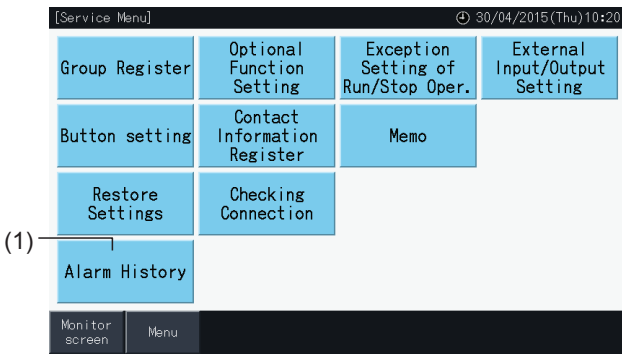 [Service Menu]
30/04/2015(Thu)10:20
Group Register
Optional
Function
Setting
Exception
Setting of
Run/Stop Oper.
External
Input/Output
Setting
Button setting
Contact
Information
Register
Memo
Restore
Settings
Checking
Connection
(1)
Alarm History
Monitor
screen
Menu